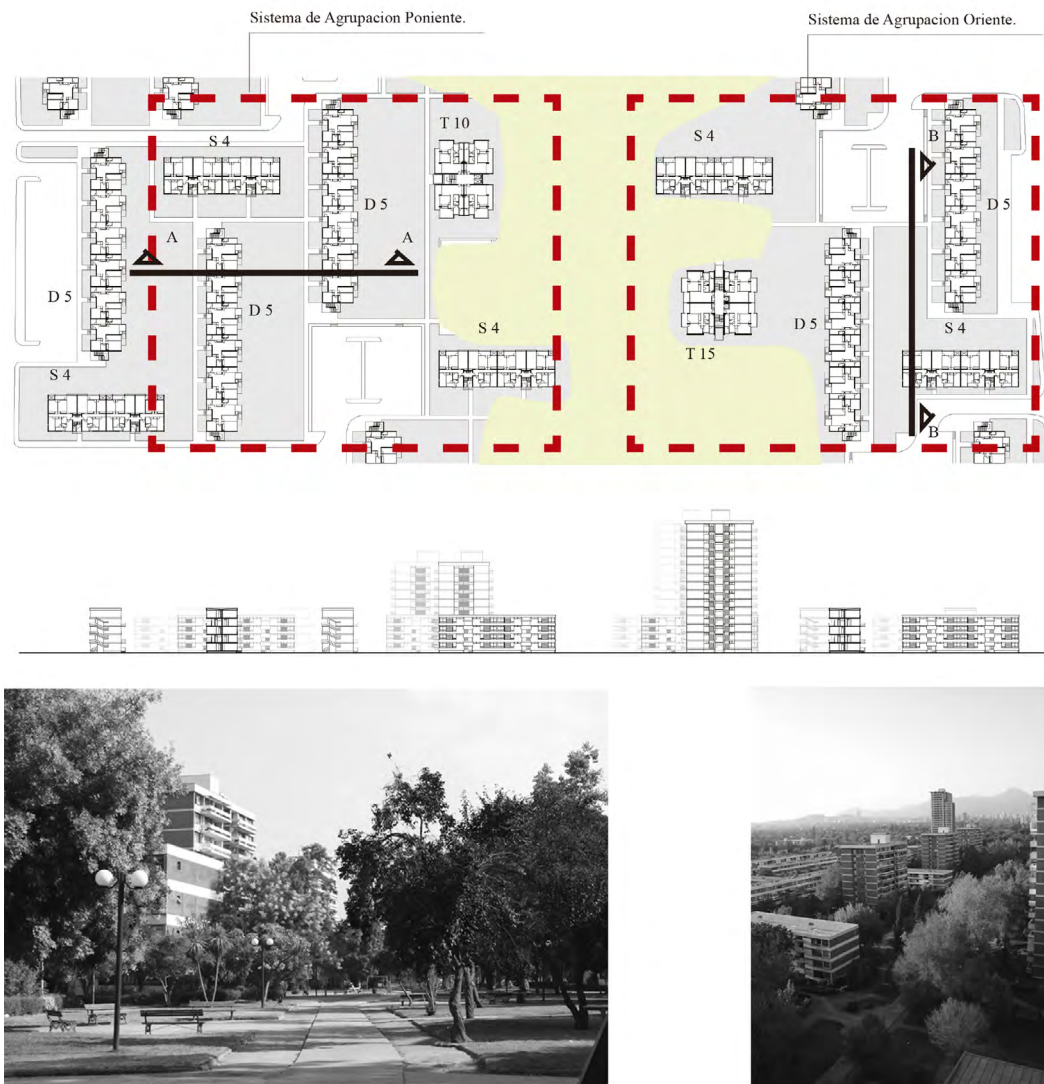 Sistema de Agrupacion Poniente.
Sistema de Agrupacion Oriente.
T 10
S 4
S 4
B
D 5
D 5
A
A
D 5
D 5
S 4
D 5
S 4
T 15
S 4
B